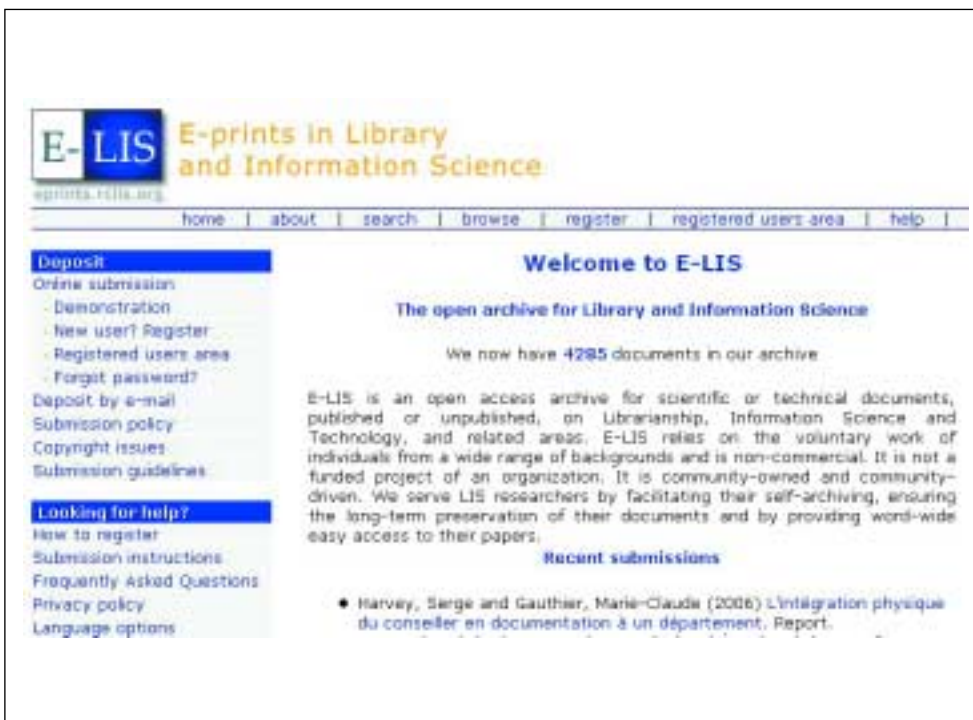 E-LIS
E-prints in Library
and Information Science
eprints.rclis.org
home | about | search | browse | register | registered users area | help |
Deposit
Online submission
- Demonstration
- New user? Register
- Registered users area
- Forgot password?
Deposit by e-mail
Submission policy
Copyright issues
Submission guidelines
Looking for help?
How to register
Submission instructions
Frequently Asked Questions
Privacy policy
Language options
Welcome to E-LIS
The open archive for Library and Information Science
We now have 4285 documents in our archive
E-LIS is an open access archive for scientific or technical documents,
published or unpublished, on Librarianship, Information Science and
Technology, and related areas. E-LIS relies on the voluntary work of
individuals from a wide range of backgrounds and is non-commercial. It is not a
funded project of an organization. It is community-owned and community-
driven. We serve LIS researchers by facilitating their self-archiving, ensuring
the long-term preservation of their documents and by providing word-wide
easy access to their papers.
Recent submissions
● Harvey, Serge and Gauthier, Marie-Claude (2006) L'intégration physique
du conseiller en documentation à un département. Report.